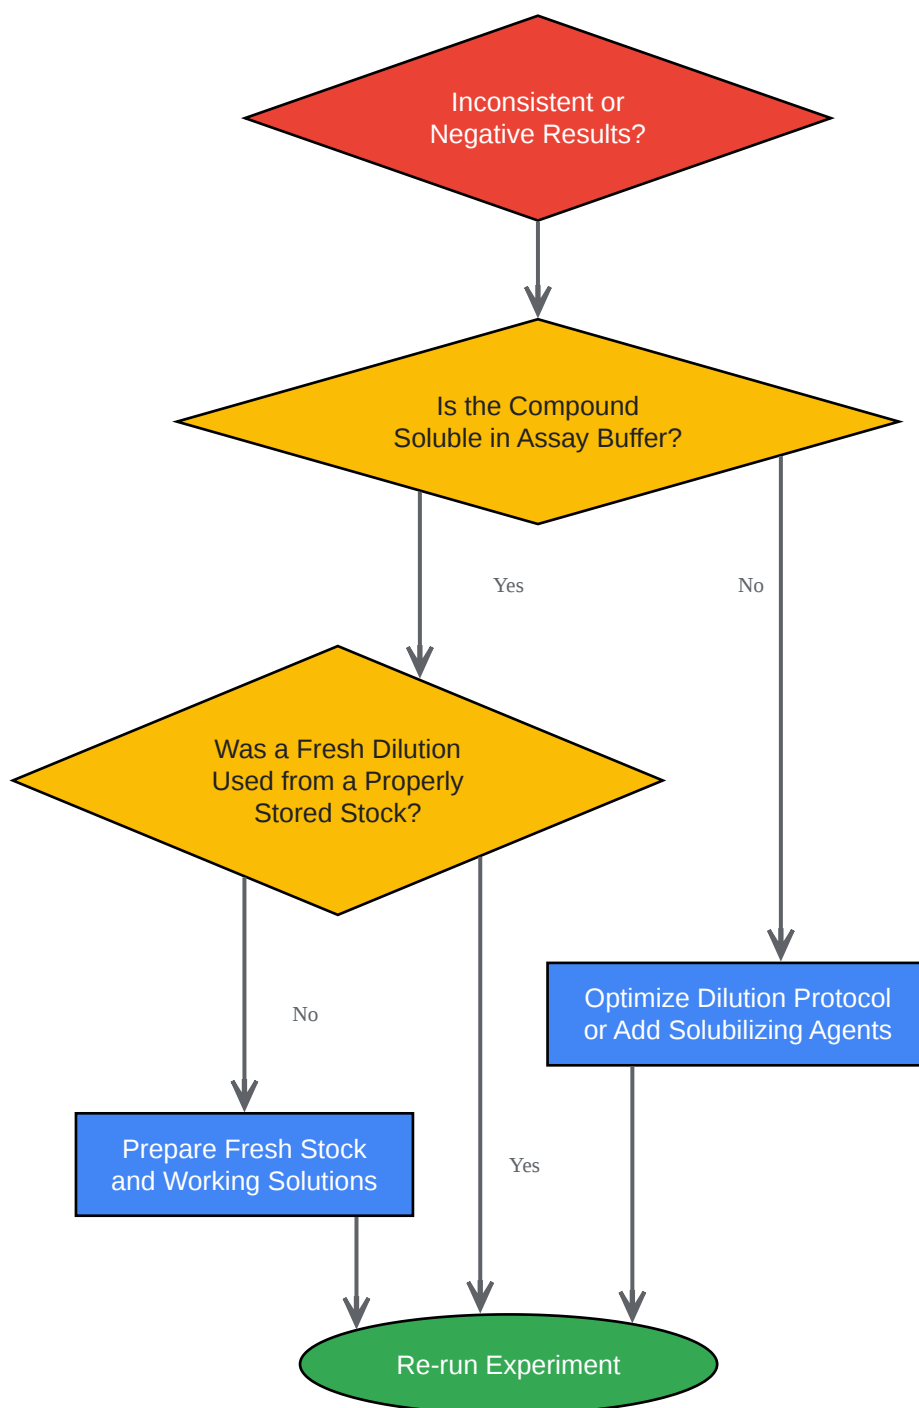 Inconsistent or
Negative Results?
Is the Compound
Soluble in Assay Buffer?
Yes
No
Was a Fresh Dilution
Used from a Properly
Stored Stock?
Optimize Dilution Protocol
or Add Solubilizing Agents
No
Prepare Fresh Stock
and Working Solutions
Yes
Re-run Experiment